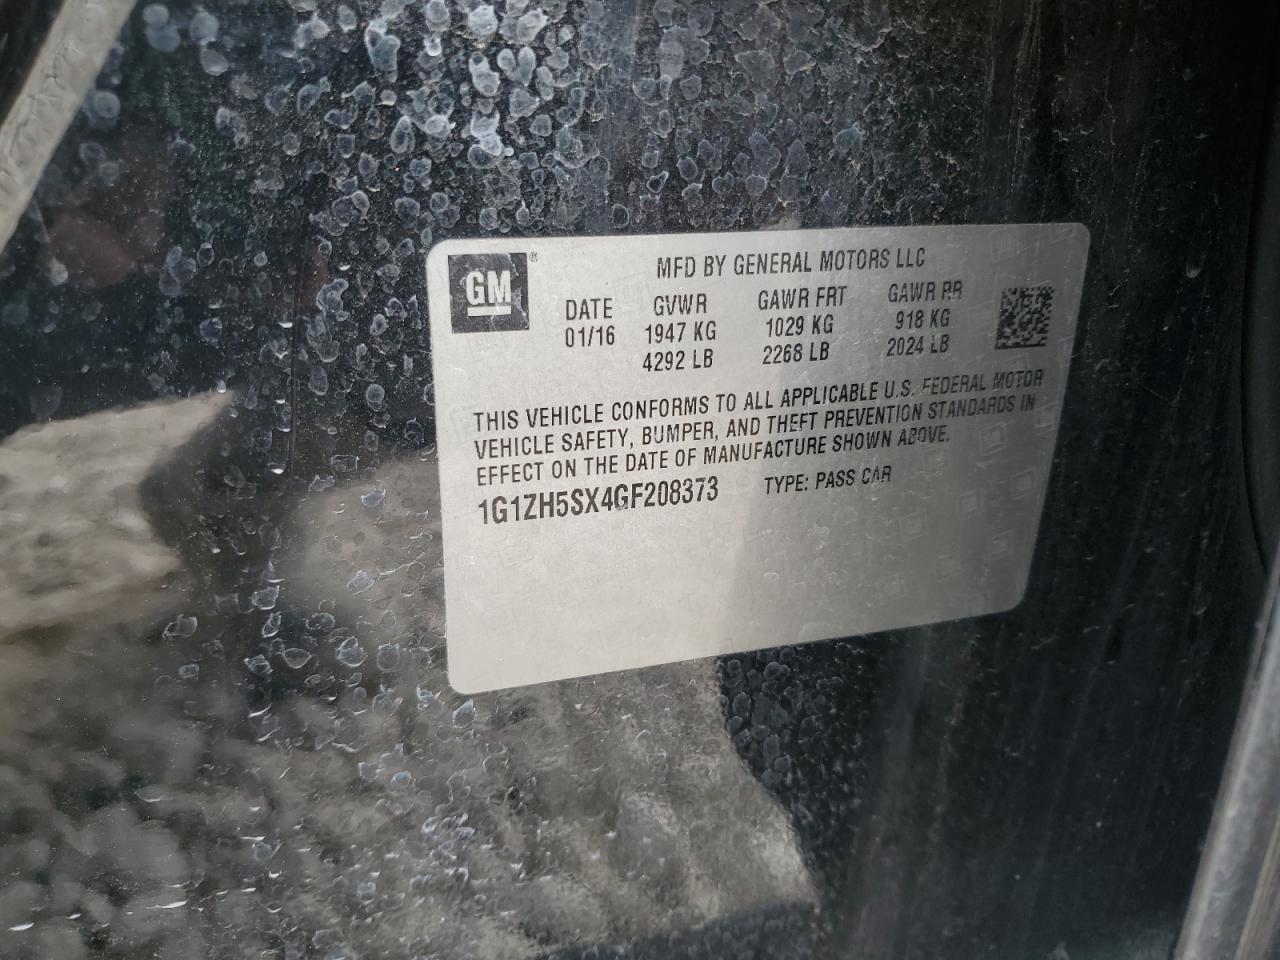 GM ®
MFD BY GENERAL MOTORS LLC
DATE GVWR GAWR FRT GAWR RR
01/16 1947 KG 1029 KG 918 KG
4292 LB 2268 LB 2024 LB
THIS VEHICLE CONFORMS TO ALL APPLICABLE U.S. FEDERAL MOTOR
VEHICLE SAFETY, BUMPER, AND THEFT PREVENTION STANDARDS IN
EFFECT ON THE DATE OF MANUFACTURE SHOWN ABOVE.
1G1ZH5SX4GF208373 TYPE: PASS CAR